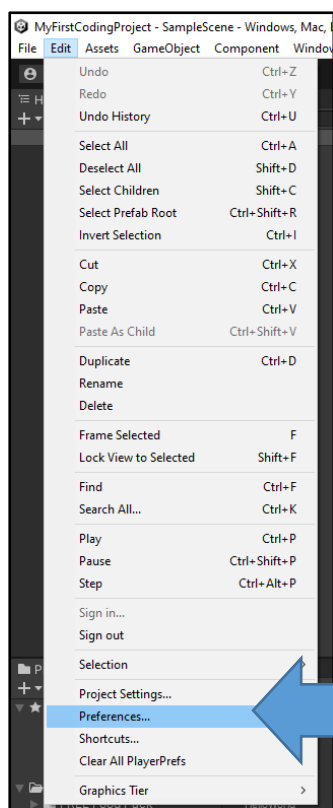 MyFirstCodingProject - SampleScene - Windows, Mac,
File Edit Assets GameObject Component Window
H
Undo Ctrl+Z
Redo Ctrl+Y
Undo History Ctrl+U
Select All Ctrl+A
Deselect All Shift+D
Select Children Shift+C
Select Prefab Root Ctrl+Shift+R
Invert Selection Ctrl+I
Cut Ctrl+X
Copy Ctrl+C
Paste Ctrl+V
Paste As Child Ctrl+Shift+V
Duplicate Ctrl+D
Rename
Delete
Frame Selected F
Lock View to Selected Shift+F
Find Ctrl+F
Search All... Ctrl+K
Play Ctrl+P
Pause Ctrl+Shift+P
Step Ctrl+Alt+P
Sign in...
Sign out
P
Selection
Project Settings...
Preferences...
Shortcuts...
Clear All PlayerPrefs
Graphics Tier